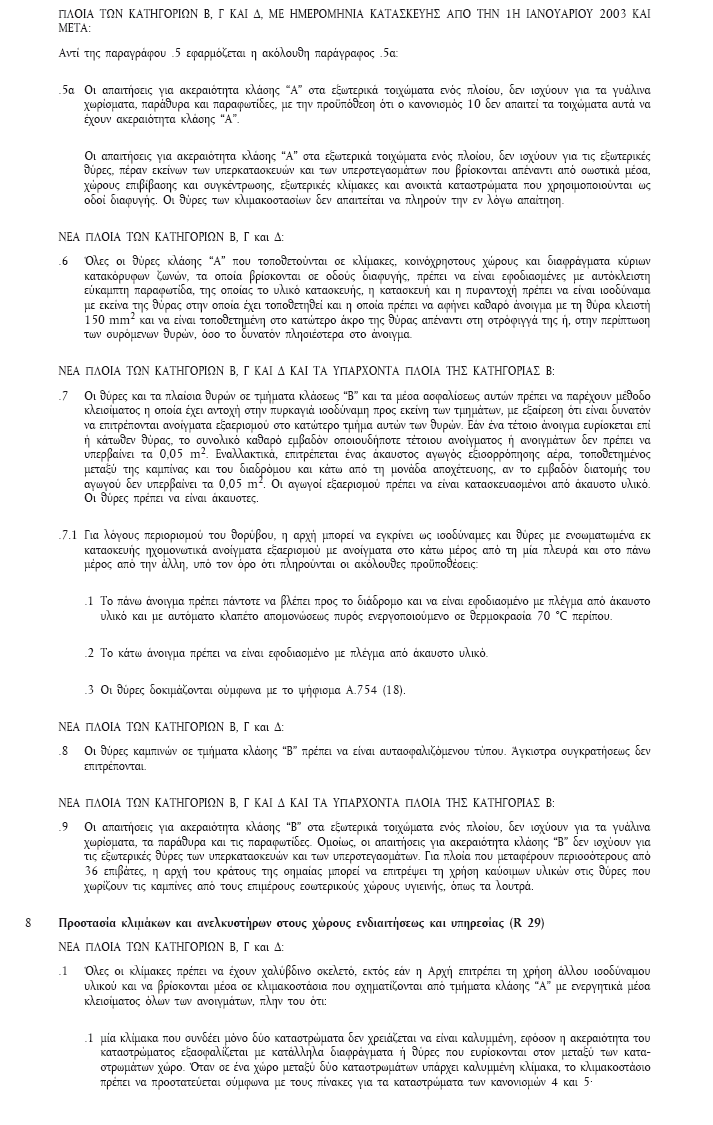 ΠΛΟΙΑ ΤΩΝ ΚΑΤΗΓΟΡΙΩΝ Β, Γ ΚΑΙ Δ, ΜΕ ΗΜΕΡΟΜΗΝΙΑ ΚΑΤΑΣΚΕΥΗΣ ΑΠΟ ΤΗΝ 1Η ΙΑΝΟΥΑΡΙΟΥ 2003 ΚΑΙ
ΜΕΤΑ:
Αντί της παραγράφου .5 εφαρμόζεται η ακόλουθη παράγραφος .5α:
.5α Οι απαιτήσεις για ακεραιότητα κλάσης “Α” στα εξωτερικά τοιχώματα ενός πλοίου, δεν ισχύουν για τα γυάλινα
χωρίσματα, παράθυρα και παραφωτίδες, με την προϋπόθεση ότι ο κανονισμός 10 δεν απαιτεί τα τοιχώματα αυτά να
έχουν ακεραιότητα κλάσης “Α”.
Οι απαιτήσεις για ακεραιότητα κλάσης “Α” στα εξωτερικά τοιχώματα ενός πλοίου, δεν ισχύουν για τις εξωτερικές
θύρες, πέραν εκείνων των υπερκατασκευών και των υπεροτεγασμάτων που βρίσκονται απέναντι από σωστικά μέσα,
χώρους επιβίβασης και συγκέντρωσης, εξωτερικές κλίμακες και ανοικτά καταστρώματα που χρησιμοποιούνται ως
οδοί διαφυγής. Οι θύρες των κλιμακοστασίων δεν απαιτείται να πληρούν την εν λόγω απαίτηση.
ΝΕΑ ΠΛΟΙΑ ΤΩΝ ΚΑΤΗΓΟΡΙΩΝ Β, Γ και Δ:
.6 Όλες οι θύρες κλάσης “Α” που τοποθετούνται σε κλίμακες, κοινόχρηστους χώρους και διαφράγματα κύριων
κατακόρυφων ζωνών, τα οποία βρίσκονται σε οδούς διαφυγής, πρέπει να είναι εφοδιασμένες με αυτόκλειστη
εύκαμπτη παραφωτίδα, της οποίας το υλικό κατασκευής, η κατασκευή και η πυραντοχή πρέπει να είναι ισοδύναμα
με εκείνα της θύρας στην οποία έχει τοποθετηθεί και η οποία πρέπει να αφήνει καθαρό άνοιγμα με τη θύρα κλειστή
150 mm² και να είναι τοποθετημένη στο κατώτερο άκρο της θύρας απέναντι στη στρόφιγγά της ή, στην περίπτωση
των συρόμενων θυρών, όσο το δυνατόν πλησιέστερα στο άνοιγμα.
ΝΕΑ ΠΛΟΙΑ ΤΩΝ ΚΑΤΗΓΟΡΙΩΝ Β, Γ ΚΑΙ Δ ΚΑΙ ΤΑ ΥΠΑΡΧΟΝΤΑ ΠΛΟΙΑ ΤΗΣ ΚΑΤΗΓΟΡΙΑΣ Β:
.7 Οι θύρες και τα πλαίσια θυρών σε τμήματα κλάσεως “Β” και τα μέσα ασφαλίσεως αυτών πρέπει να παρέχουν μέθοδο
κλεισίματος η οποία έχει αντοχή στην πυρκαγιά ισοδύναμη προς εκείνη των τμημάτων, με εξαίρεση ότι είναι δυνατόν
να επιτρέπονται ανοίγματα εξαερισμού στο κατώτερο τμήμα αυτών των θυρών. Εάν ένα τέτοιο άνοιγμα ευρίσκεται επί
ή κάτωθεν θύρας, το συνολικό καθαρό εμβαδόν οποιουδήποτε τέτοιου ανοίγματος ή ανοιγμάτων δεν πρέπει να
υπερβαίνει τα 0,05 m². Εναλλακτικά, επιτρέπεται ένας άκαυστος αγωγός εξισορρόπησης αέρα, τοποθετημένος
μεταξύ της καμπίνας και του διαδρόμου και κάτω από τη μονάδα αποχέτευσης, αν το εμβαδόν διατομής του
αγωγού δεν υπερβαίνει τα 0,05 m². Οι αγωγοί εξαερισμού πρέπει να είναι κατασκευασμένοι από άκαυστο υλικό.
Οι θύρες πρέπει να είναι άκαυστες.
.7.1 Για λόγους περιορισμού του θορύβου, η αρχή μπορεί να εγκρίνει ως ισοδύναμες και θύρες με ενσωματωμένα εκ
κατασκευής ηχομονωτικά ανοίγματα εξαερισμού με ανοίγματα στο κάτω μέρος από τη μία πλευρά και στο πάνω
μέρος από την άλλη, υπό τον όρο ότι πληρούνται οι ακόλουθες προϋποθέσεις:
.1 Το πάνω άνοιγμα πρέπει πάντοτε να βλέπει προς το διάδρομο και να είναι εφοδιασμένο με πλέγμα από άκαυστο
υλικό και με αυτόματο κλαπέτο απομονώσεως πυρός ενεργοποιούμενο σε θερμοκρασία 70 °C περίπου.
.2 Το κάτω άνοιγμα πρέπει να είναι εφοδιασμένο με πλέγμα από άκαυστο υλικό.
.3 Οι θύρες δοκιμάζονται σύμφωνα με το ψήφισμα Α.754 (18).
ΝΕΑ ΠΛΟΙΑ ΤΩΝ ΚΑΤΗΓΟΡΙΩΝ Β, Γ και Δ:
.8 Οι θύρες καμπινών σε τμήματα κλάσης “Β” πρέπει να είναι αυτασφαλιζόμενου τύπου. Άγκιστρα συγκρατήσεως δεν
επιτρέπονται.
ΝΕΑ ΠΛΟΙΑ ΤΩΝ ΚΑΤΗΓΟΡΙΩΝ Β, Γ ΚΑΙ Δ ΚΑΙ ΤΑ ΥΠΑΡΧΟΝΤΑ ΠΛΟΙΑ ΤΗΣ ΚΑΤΗΓΟΡΙΑΣ Β:
.9 Οι απαιτήσεις για ακεραιότητα κλάσης “Β” στα εξωτερικά τοιχώματα ενός πλοίου, δεν ισχύουν για τα γυάλινα
χωρίσματα, τα παράθυρα και τις παραφωτίδες. Ομοίως, οι απαιτήσεις για ακεραιότητα κλάσης “Β” δεν ισχύουν για
τις εξωτερικές θύρες των υπερκατασκευών και των υπεροτεγασμάτων. Για πλοία που μεταφέρουν περισσότερους από
36 επιβάτες, η αρχή του κράτους της σημαίας μπορεί να επιτρέψει τη χρήση καύσιμων υλικών στις θύρες που
χωρίζουν τις καμπίνες από τους επιμέρους εσωτερικούς χώρους υγιεινής, όπως τα λουτρά.
8 Προστασία κλιμάκων και ανελκυστήρων στους χώρους ενδιαιτήσεως και υπηρεσίας (R 29)
ΝΕΑ ΠΛΟΙΑ ΤΩΝ ΚΑΤΗΓΟΡΙΩΝ Β, Γ και Δ:
.1 Όλες οι κλίμακες πρέπει να έχουν χαλύβδινο σκελετό, εκτός εάν η Αρχή επιτρέπει τη χρήση άλλου ισοδύναμου
υλικού και να βρίσκονται μέσα σε κλιμακοστάσια που σχηματίζονται από τμήματα κλάσης “Α” με ενεργητικά μέσα
κλεισίματος όλων των ανοιγμάτων, πλην του ότι:
.1 μία κλίμακα που συνδέει μόνο δύο καταστρώματα δεν χρειάζεται να είναι καλυμμένη, εφόσον η ακεραιότητα του
καταστρώματος εξασφαλίζεται με κατάλληλα διαφράγματα ή θύρες που ευρίσκονται στον μεταξύ των κατα-
στρωμάτων χώρο. Όταν σε ένα χώρο μεταξύ δύο καταστρωμάτων υπάρχει καλυμμένη κλίμακα, το κλιμακοστάσιο
πρέπει να προστατεύεται σύμφωνα με τους πίνακες για τα καταστρώματα των κανονισμών 4 και 5·